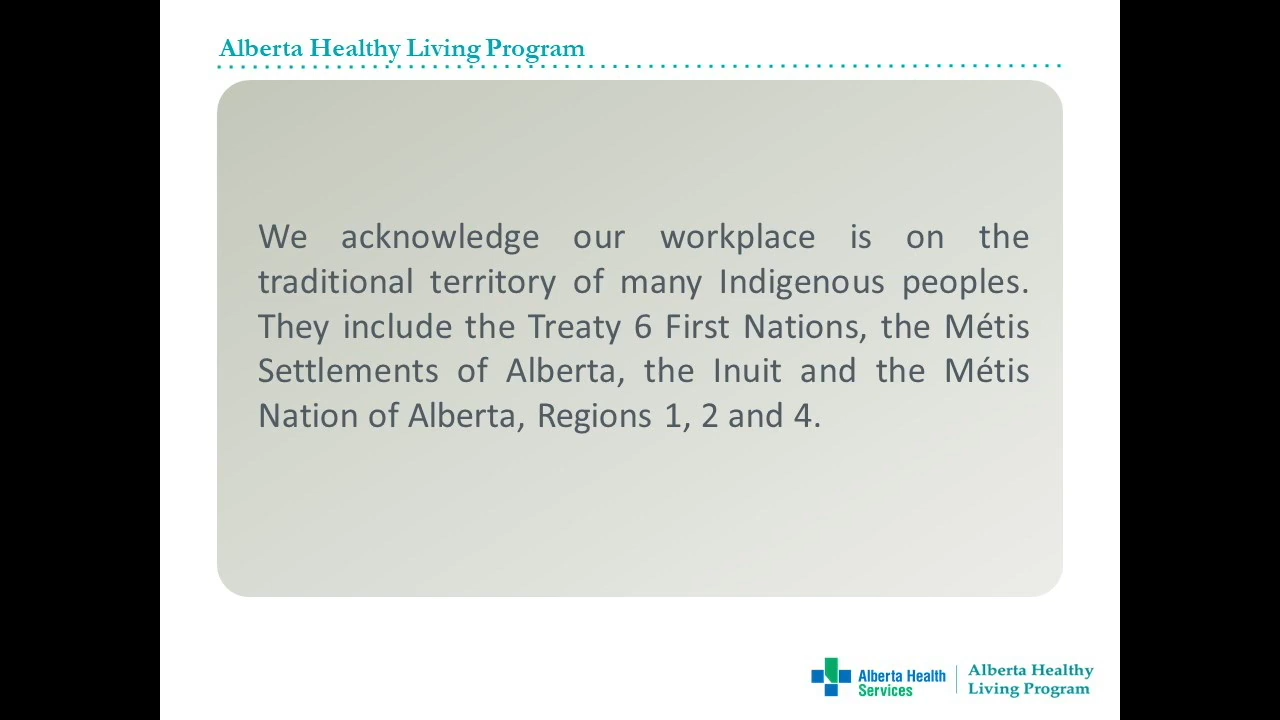 Alberta Healthy Living Program
We acknowledge our workplace is on the
traditional territory of many Indigenous peoples.
They include the Treaty 6 First Nations, the Métis
Settlements of Alberta, the Inuit and the Métis
Nation of Alberta, Regions 1, 2 and 4.
Alberta Health
Services
Alberta Healthy
Living Program